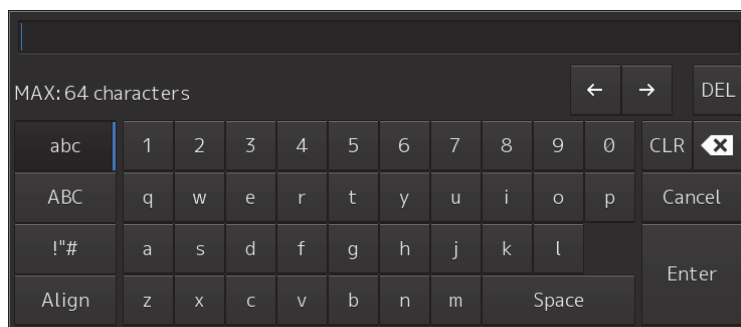 MAX: 64 characters ← → DEL
abc 1 2 3 4 5 6 7 8 9 0 CLR
ABC q w e r t y u i o p Cancel
!"# a s d f g h j k l
Enter
Align z x c v b n m Space